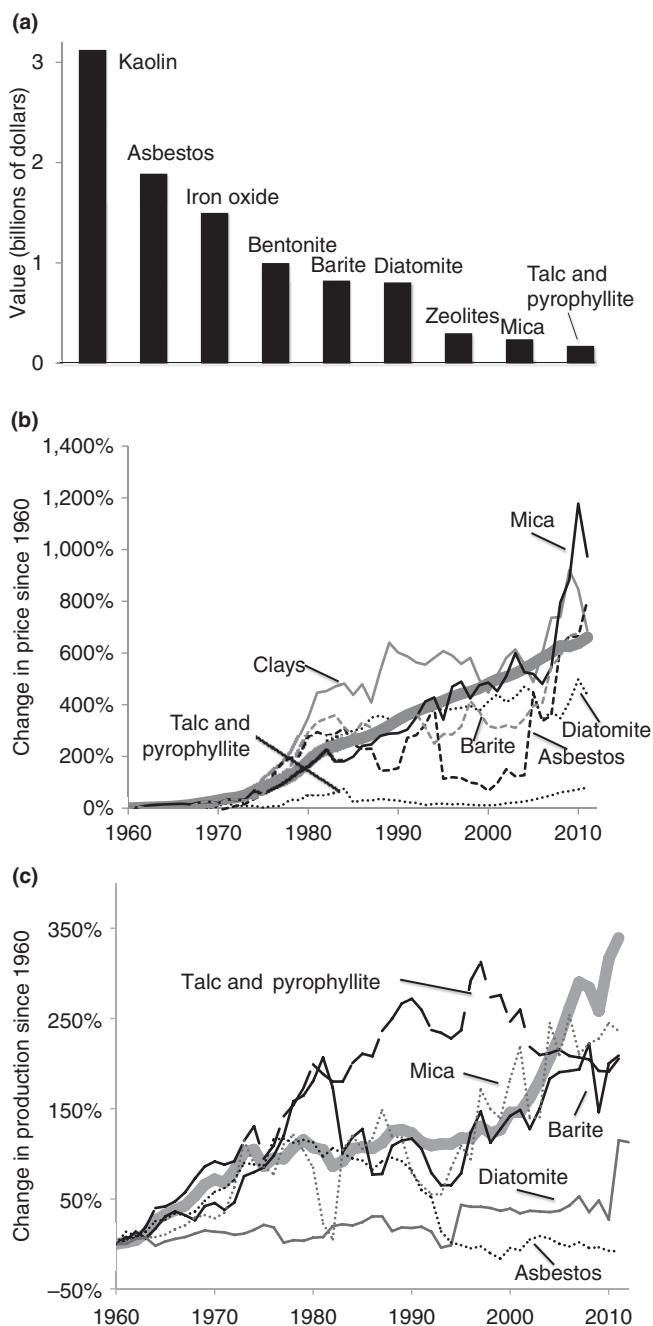 (a)
Value (billions of dollars)
3
2
1
0
Kaolin
Asbestos
Iron oxide
Bentonite
Barite
Diatomite
Zeolites
Mica
Talc and
pyrophyllite
(b)
Change in price since 1960
1,400%
1,200%
1,000%
800%
600%
400%
200%
0%
Mica
Clays
Talc and
pyrophyllite
Barite
Diatomite
Asbestos
1960 1970 1980 1990 2000 2010
(c)
Change in production since 1960
350%
250%
150%
50%
–50%
Talc and pyrophyllite
Mica
Barite
Diatomite
Asbestos
1960 1970 1980 1990 2000 2010